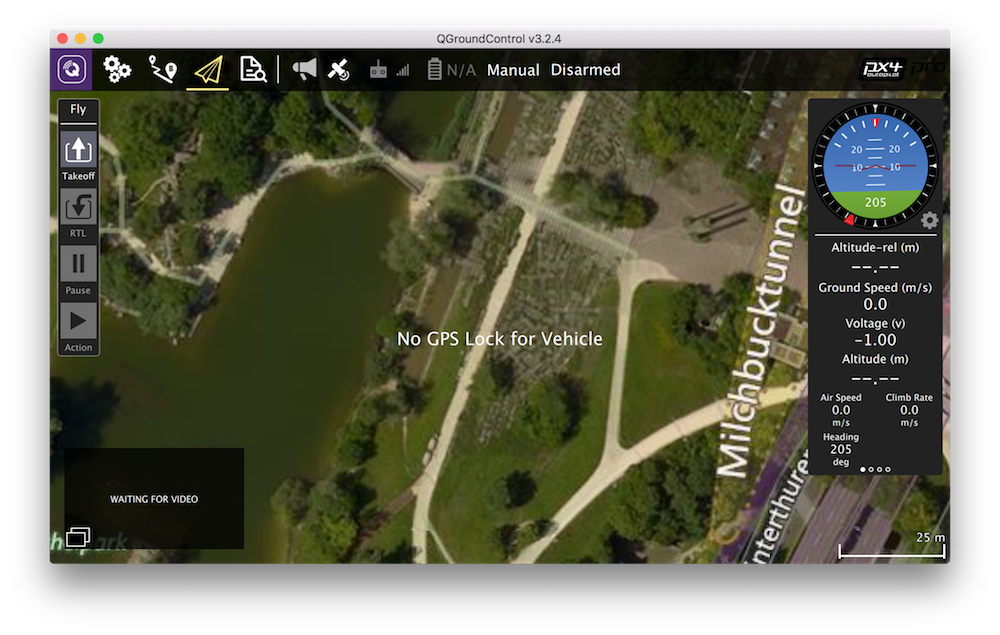 QGroundControl v3.2.4
N/A Manual Disarmed
px4 pro
autopilot
Fly
Takeoff
RTL
Pause
Action
20 20
10 10
205
Altitude-rel (m)
--.--
Ground Speed (m/s)
0.0
Voltage (v)
-1.00
Altitude (m)
--.--
Air Speed Climb Rate
0.0 0.0
m/s m/s
Heading
205
deg
No GPS Lock for Vehicle
Milchbucktunnel
WAITING FOR VIDEO
25 m